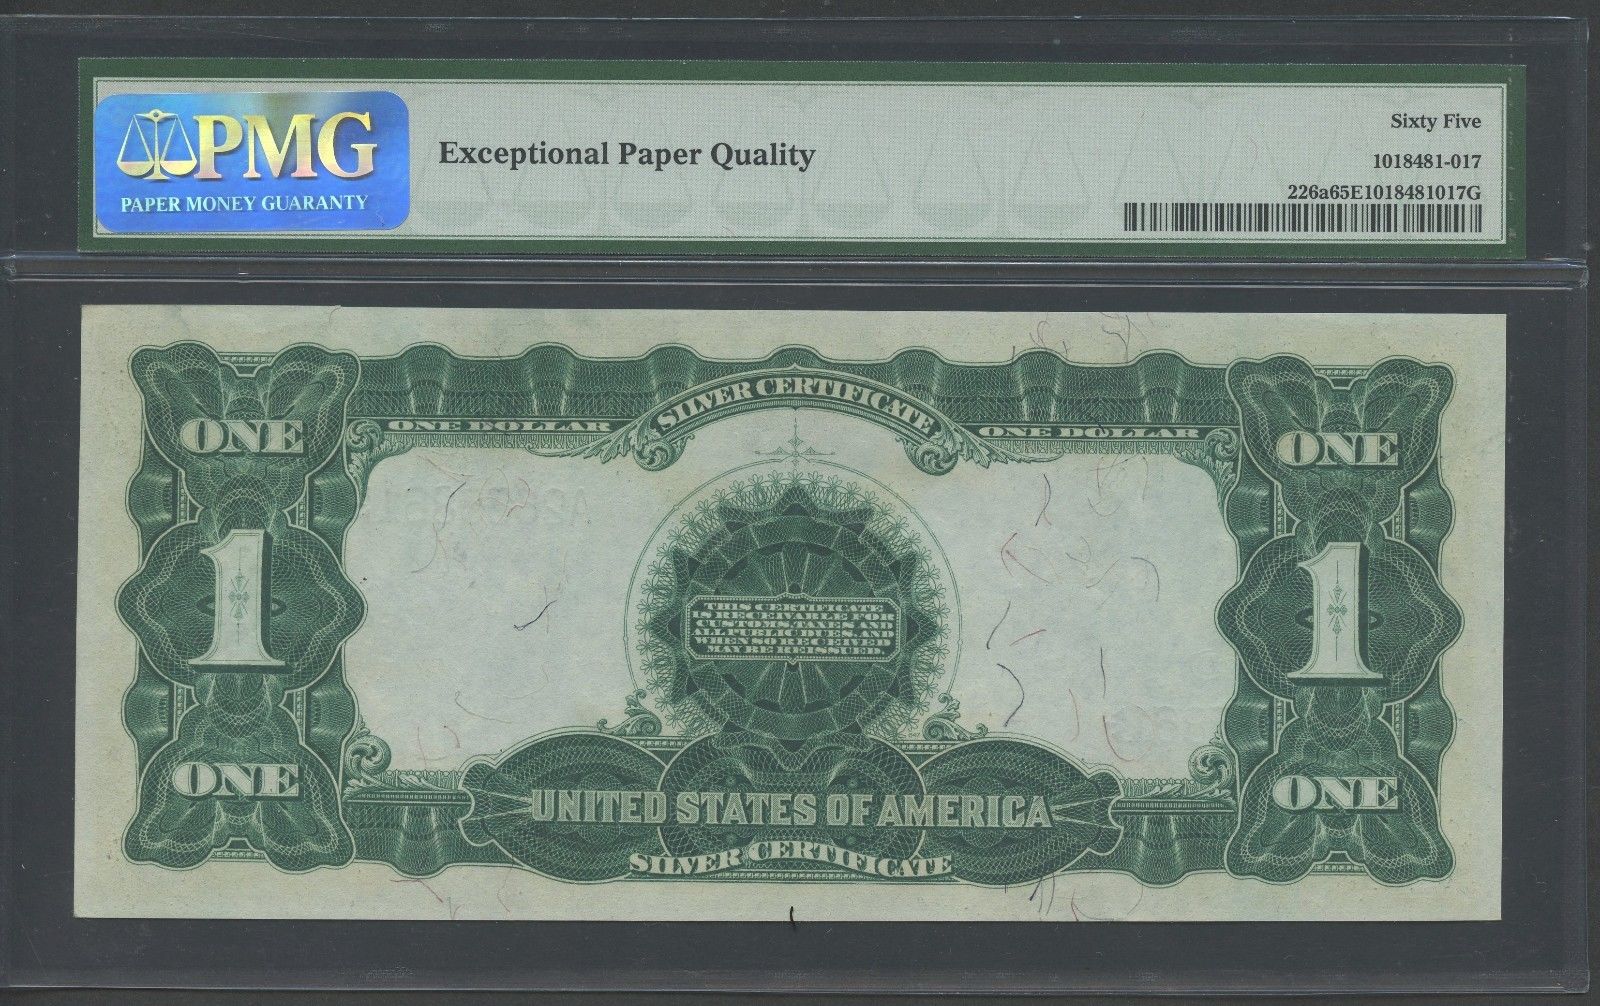 PMG
PAPER MONEY GUARANTY
Exceptional Paper Quality
Sixty Five
1018481-017
226a65E1018481017G
SILVER CERTIFICATE
ONE DOLLAR
ONE DOLLAR
ONE
ONE
1
1
THIS CERTIFICATE
IS RECEIVABLE FOR
CUSTOMS, TAXES AND
ALL PUBLIC DUES, AND
WHEN SO RECEIVED
MAY BE REISSUED.
ONE
ONE
UNITED STATES OF AMERICA
SILVER CERTIFICATE